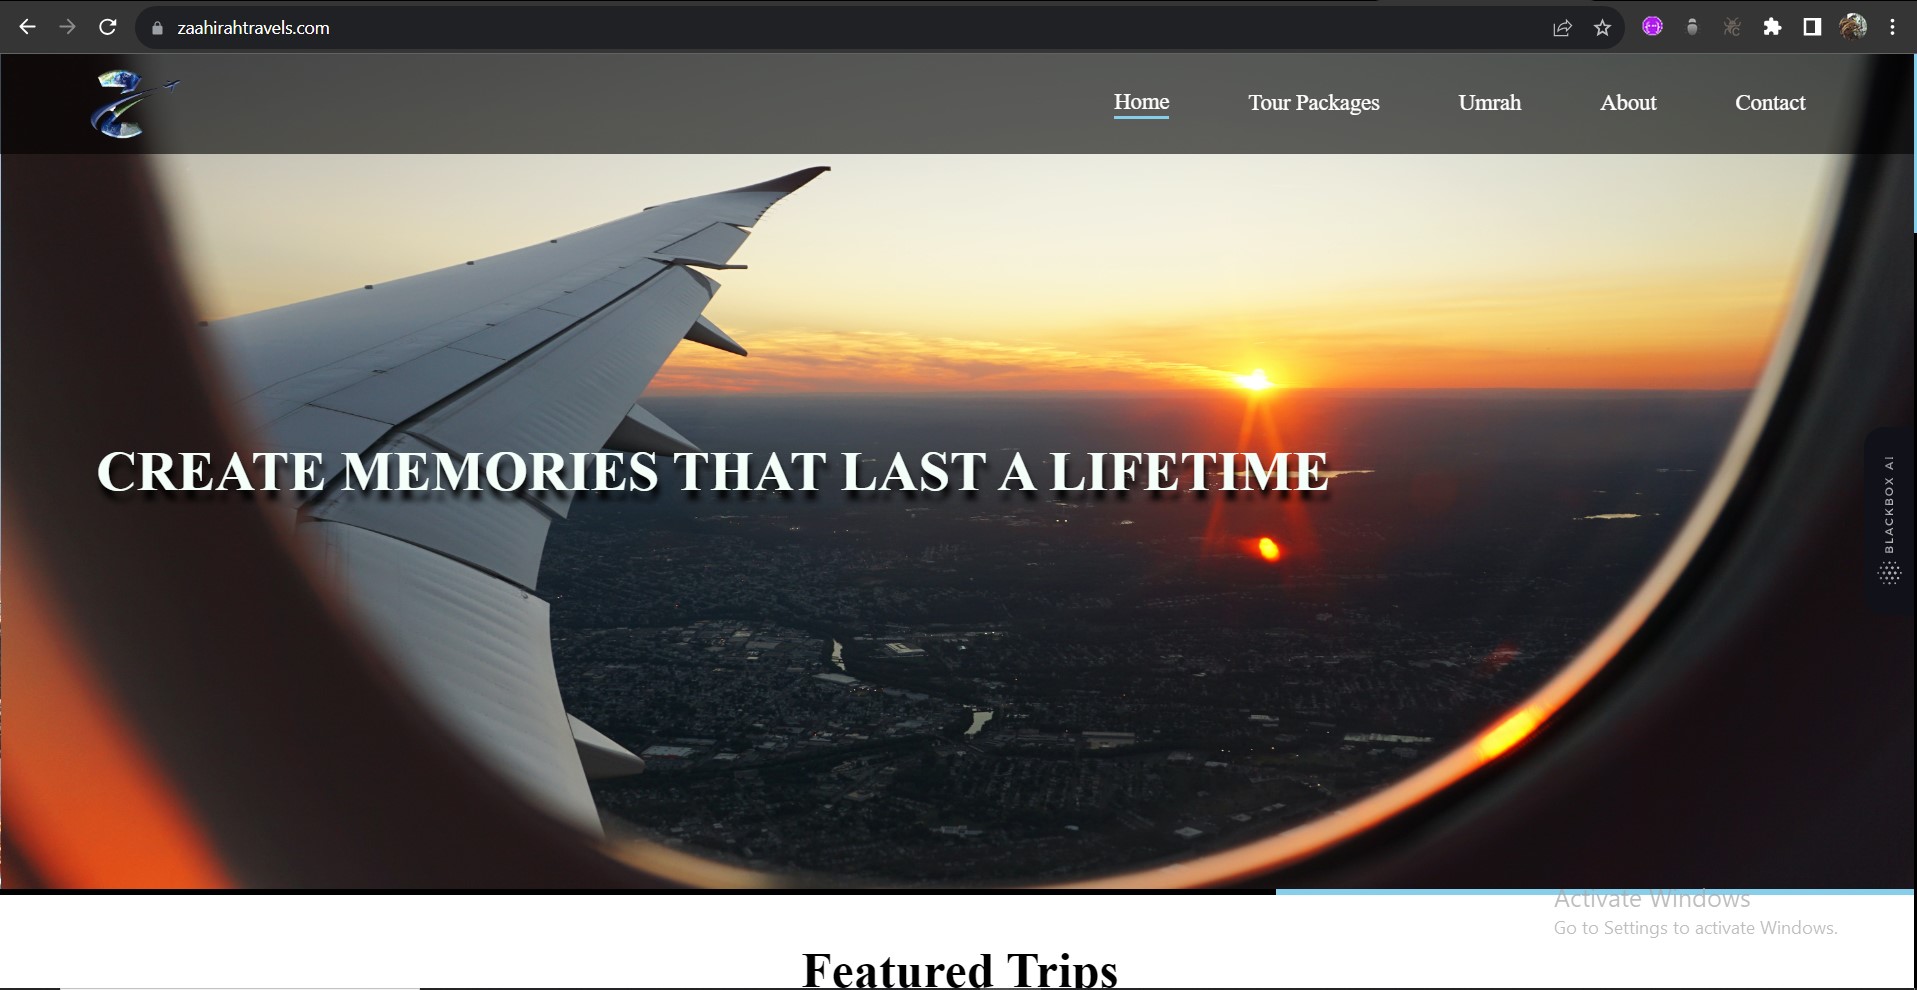 zaahirahtravels.com
Home Tour Packages Umrah About Contact
CREATE MEMORIES THAT LAST A LIFETIME
BLACKBOX AI
Activate Windows
Go to Settings to activate Windows.
Featured Trips